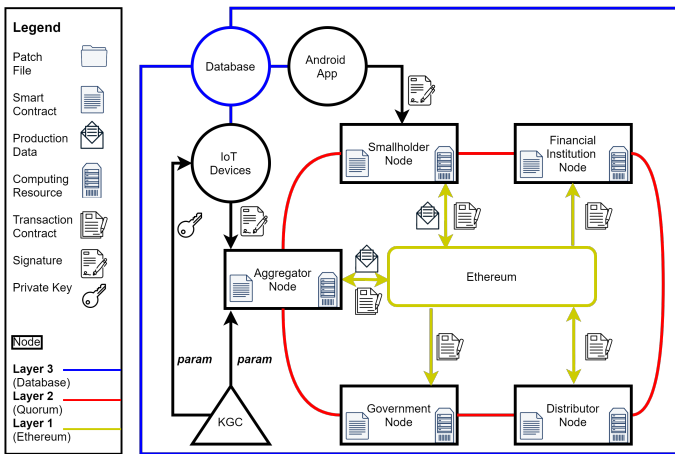 Legend
Patch
File
Smart
Contract
Production
Data
Computing
Resource
Transaction
Contract
Signature
Private Key
Node
Layer 3
(Database)
Layer 2
(Quorum)
Layer 1
(Ethereum)
Database
Android
App
IoT
Devices
Smallholder
Node
Financial
Institution
Node
Aggregator
Node
Ethereum
param
param
KGC
Government
Node
Distributor
Node